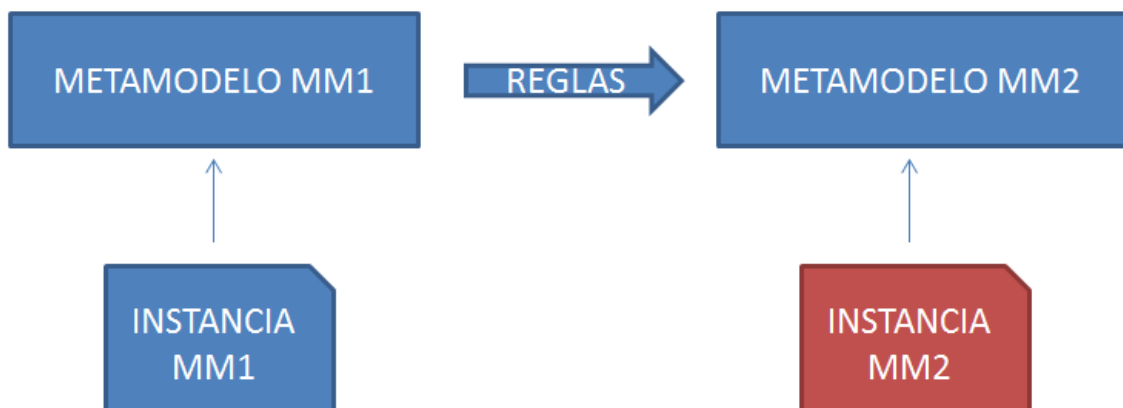 METAMODELO MM1
REGLAS
METAMODELO MM2
INSTANCIA
MM1
INSTANCIA
MM2